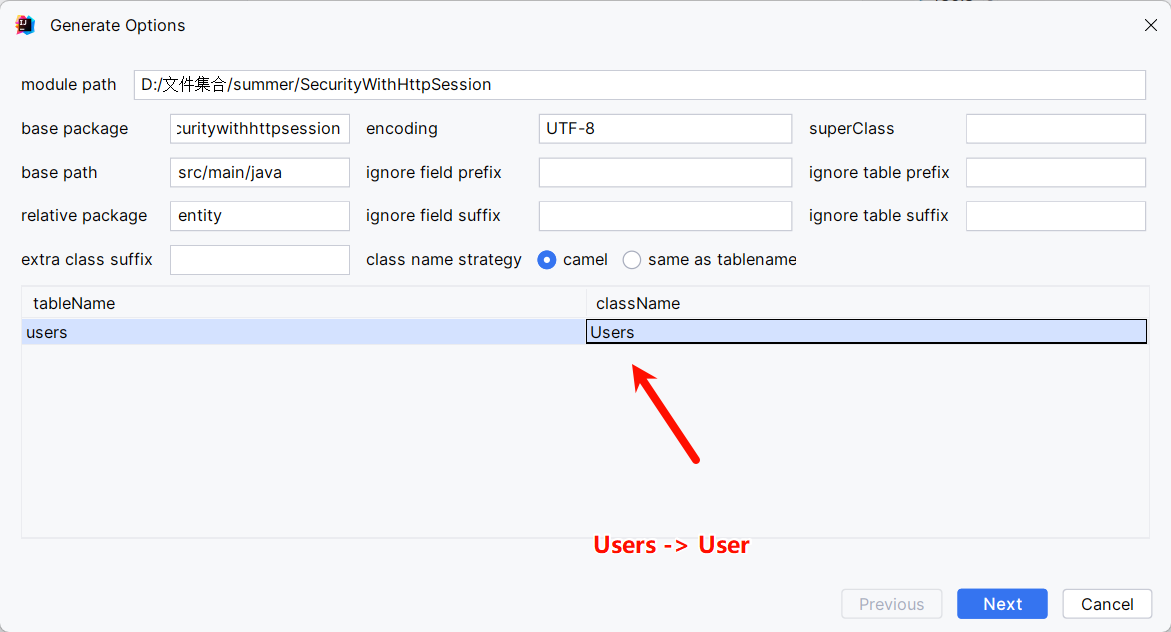 Generate Options
module path D:/文件集合/summer/SecurityWithHttpSession
base package curitywithhttpsession encoding UTF-8 superClass
base path src/main/java ignore field prefix ignore table prefix
relative package entity ignore field suffix ignore table suffix
extra class suffix class name strategy camel same as tablename
tableName className
users Users
Users -> User
Previous Next Cancel